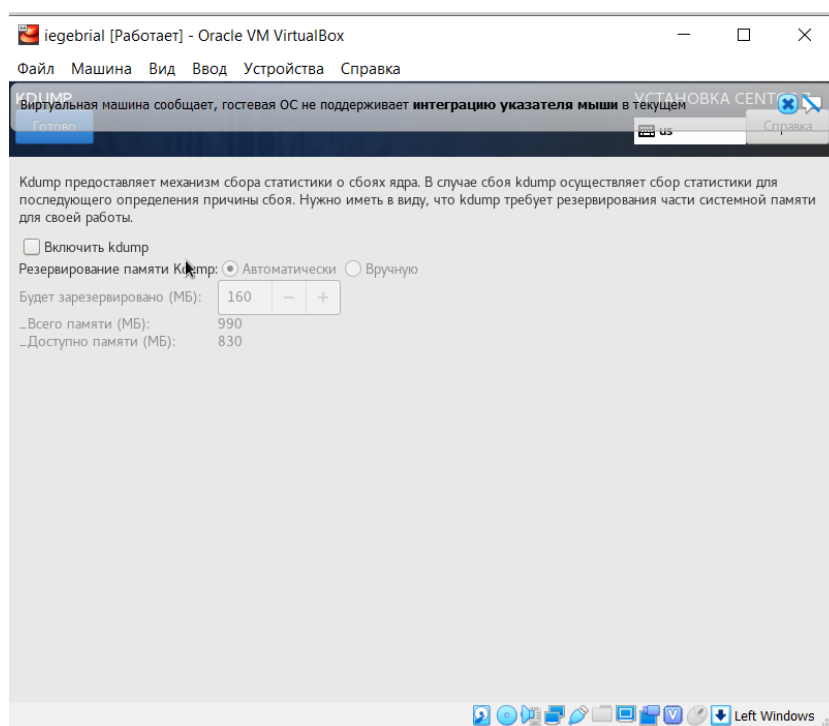 iegebrial [Работает] - Oracle VM VirtualBox
Файл Машина Вид Ввод Устройства Справка
KDUMP
УСТАНОВКА CENTOS 7
Виртуальная машина сообщает, гостевая ОС не поддерживает интеграцию указателя мыши в текущем
Готово
us
Справка
Kdump предоставляет механизм сбора статистики о сбоях ядра. В случае сбоя kdump осуществляет сбор статистики для
последующего определения причины сбоя. Нужно иметь в виду, что kdump требует резервирования части системной памяти
для своей работы.
Включить kdump
Резервирование памяти Kdump: Автоматически Вручную
Будет зарезервировано (МБ): 160 − +
_Всего памяти (МБ): 990
_Доступно памяти (МБ): 830
Left Windows